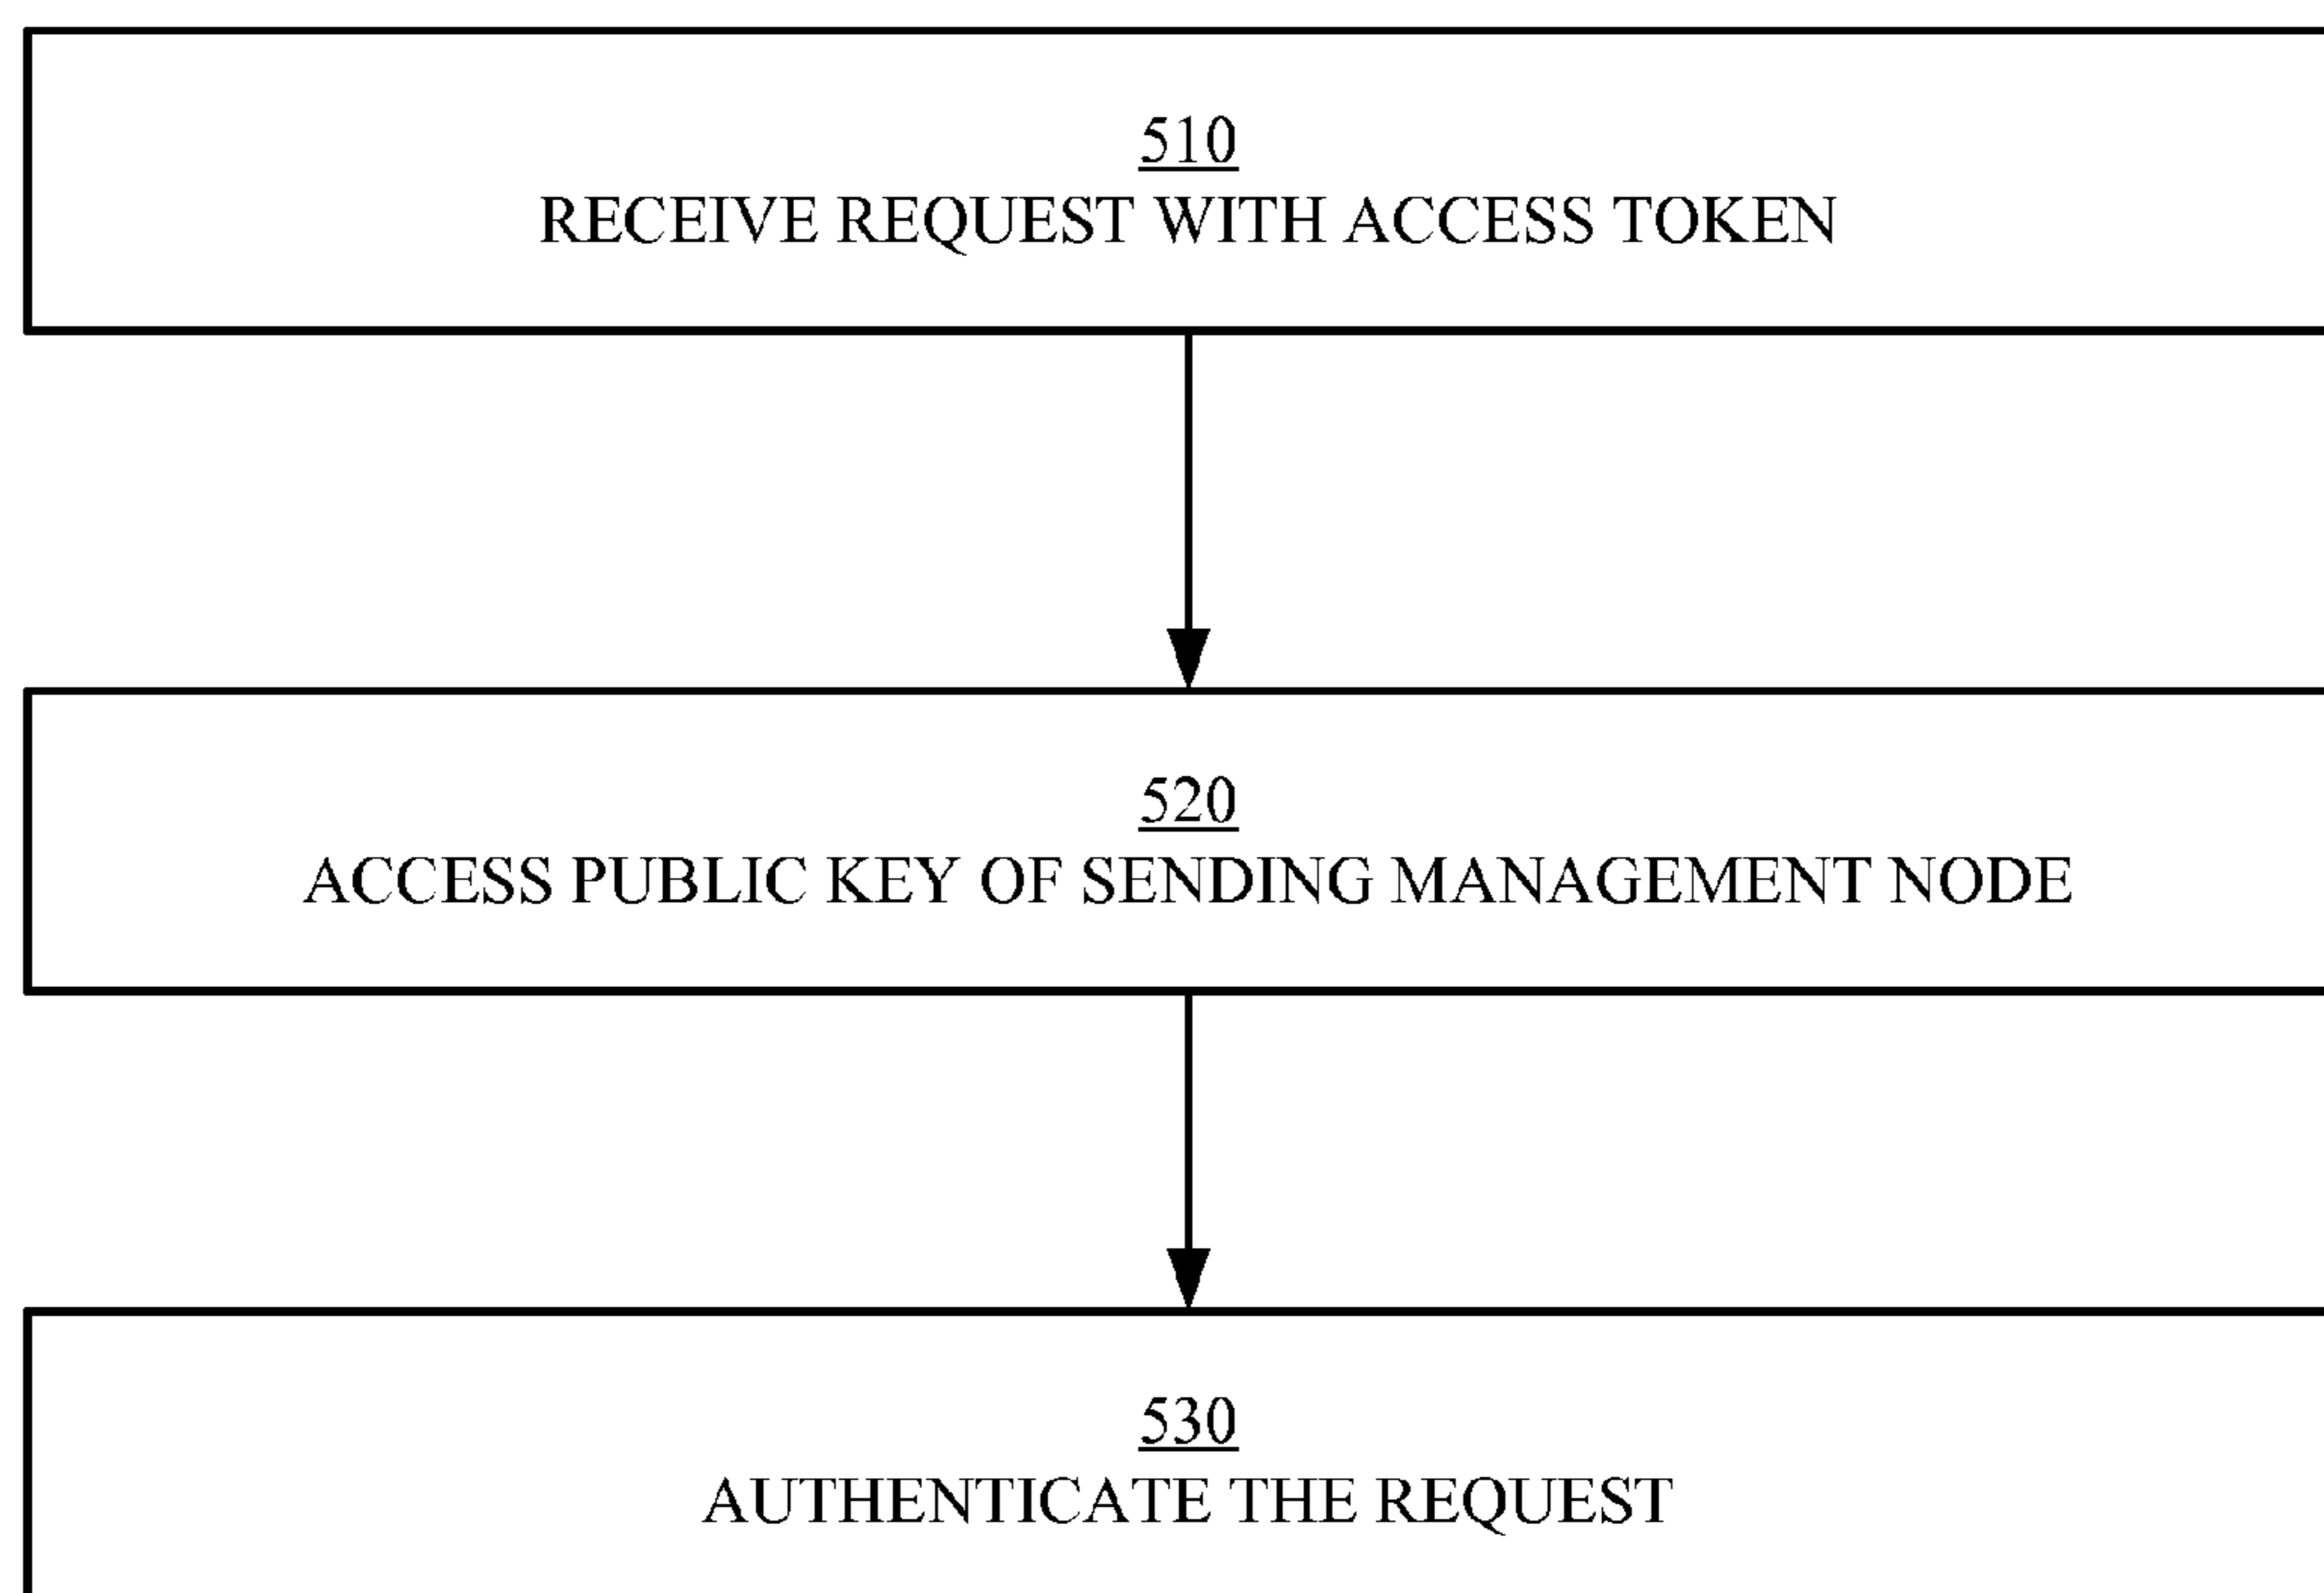 510
RECEIVE REQUEST WITH ACCESS TOKEN
520
ACCESS PUBLIC KEY OF SENDING MANAGEMENT NODE
530
AUTHENTICATE THE REQUEST